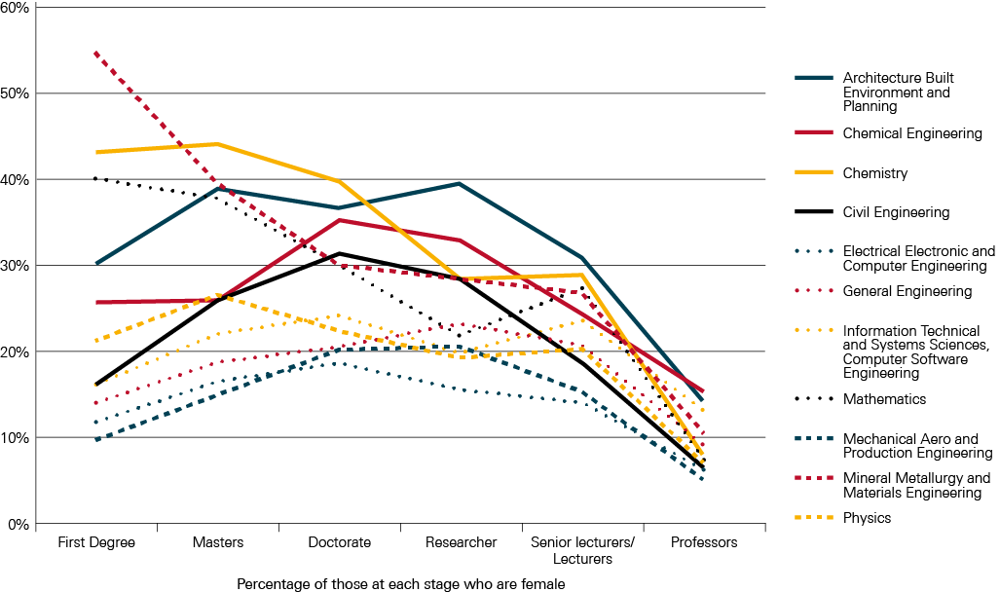 60%
50%
40%
30%
20%
10%
0%
First Degree
Masters
Doctorate
Researcher
Senior lecturers/
Lecturers
Professors
Percentage of those at each stage who are female
Architecture Built
Environment and
Planning
Chemical Engineering
Chemistry
Civil Engineering
Electrical Electronic and
Computer Engineering
General Engineering
Information Technical
and Systems Sciences,
Computer Software
Engineering
Mathematics
Mechanical Aero and
Production Engineering
Mineral Metallurgy and
Materials Engineering
Physics